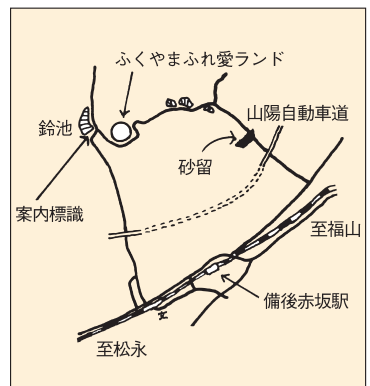 ふくやまふれ愛ランド
山陽自動車道
鈴池
砂留
案内標識
至福山
備後赤坂駅
至松永